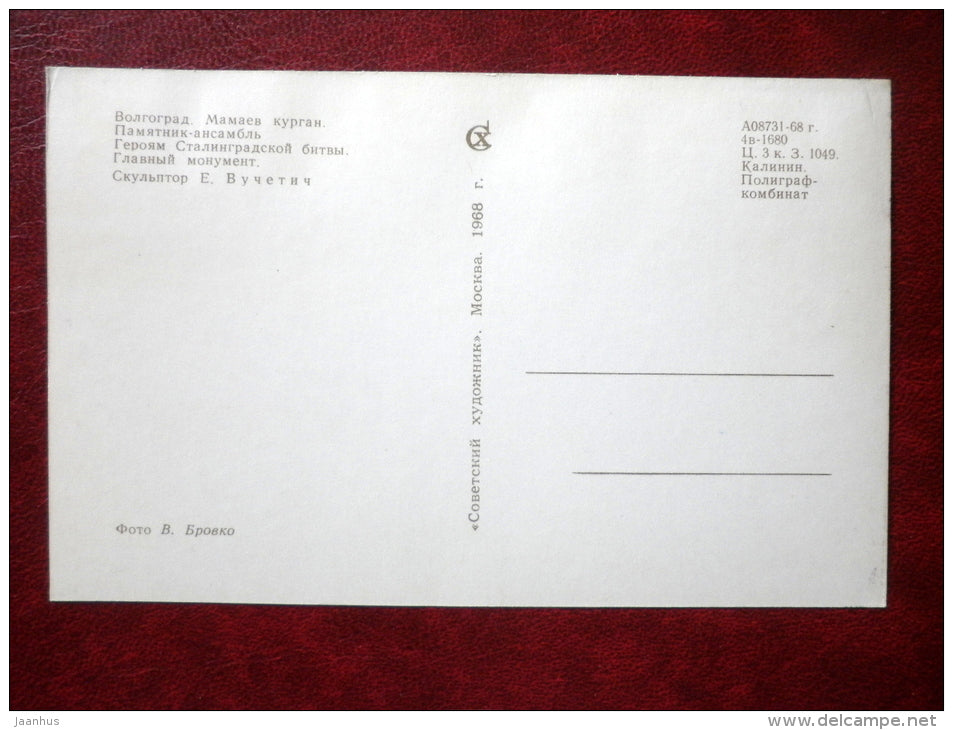 Волгоград. Мамаев курган.
Памятник-ансамбль
Героям Сталинградской битвы.
Главный монумент.
Скульптор Е. Вучетич
Фото В. Бровко
«Советский художник». Москва. 1968 г.
СХ
А08731-68 г.
4в-1680
Ц. 3 к. З. 1049.
Калинин.
Полиграф-
комбинат
jaanhus
www.delcampe.net